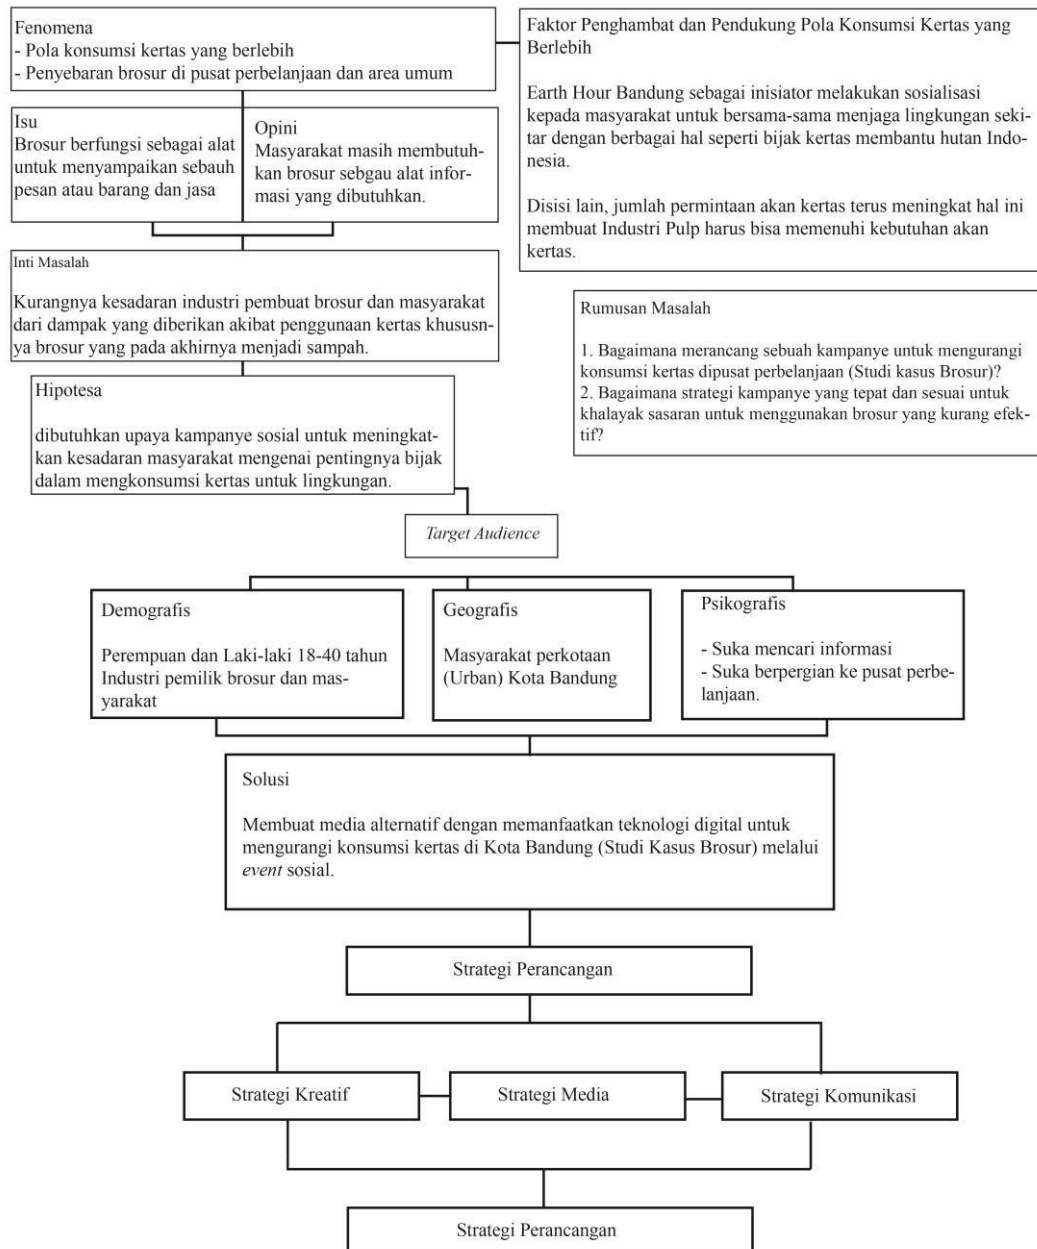 Fenomena
- Pola konsumsi kertas yang berlebih
- Penyebaran brosur di pusat perbelanjaan dan area umum
Faktor Penghambat dan Pendukung Pola Konsumsi Kertas yang
Berlebih
Earth Hour Bandung sebagai inisiator melakukan sosialisasi
kepada masyarakat untuk bersama-sama menjaga lingkungan seki-
tar dengan berbagai hal seperti bijak kertas membantu hutan Indo-
nesia.
Disisi lain, jumlah permintaan akan kertas terus meningkat hal ini
membuat Industri Pulp harus bisa memenuhi kebutuhan akan
kertas.
Isu
Brosur berfungsi sebagai alat
untuk menyampaikan sebauh
pesan atau barang dan jasa
Opini
Masyarakat masih membutuh-
kan brosur sebgau alat infor-
masi yang dibutuhkan.
Inti Masalah
Kurangnya kesadaran industri pembuat brosur dan masyarakat
dari dampak yang diberikan akibat penggunaan kertas khususn-
ya brosur yang pada akhirnya menjadi sampah.
Rumusan Masalah
1. Bagaimana merancang sebuah kampanye untuk mengurangi
konsumsi kertas dipusat perbelanjaan (Studi kasus Brosur)?
2. Bagaimana strategi kampanye yang tepat dan sesuai untuk
khalayak sasaran untuk menggunakan brosur yang kurang efek-
tif?
Hipotesa
dibutuhkan upaya kampanye sosial untuk meningkat-
kan kesadaran masyarakat mengenai pentingnya bijak
dalam mengkonsumsi kertas untuk lingkungan.
Target Audience
Demografis
Perempuan dan Laki-laki 18-40 tahun
Industri pemilik brosur dan mas-
yarakat
Geografis
Masyarakat perkotaan
(Urban) Kota Bandung
Psikografis
- Suka mencari informasi
- Suka berpergian ke pusat perbe-
lanjaan.
Solusi
Membuat media alternatif dengan memanfaatkan teknologi digital untuk
mengurangi konsumsi kertas di Kota Bandung (Studi Kasus Brosur) melalui
event sosial.
Strategi Perancangan
Strategi Kreatif
Strategi Media
Strategi Komunikasi
Strategi Perancangan